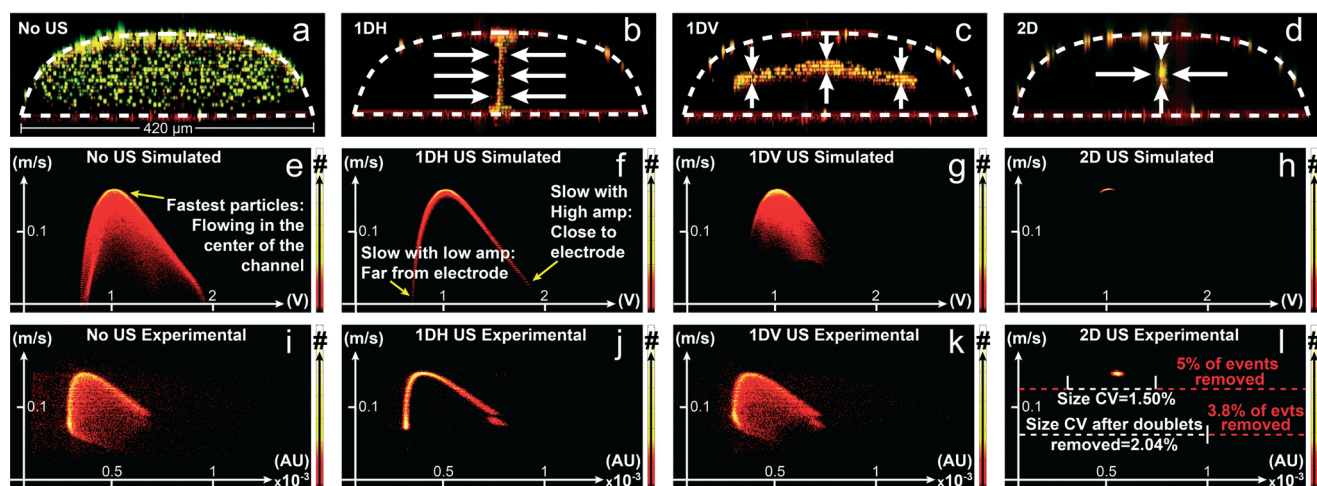 No US
a
420 µm
1DH
b
1DV
c
2D
d
(m/s)
No US Simulated
e
#
Fastest particles:
Flowing in the
center of the
channel
0.1
1
2
(V)
(m/s)
1DH US Simulated
f
#
Slow with
High amp:
Close to
electrode
0.1
Slow with low amp:
Far from electrode
1
2
(V)
(m/s)
1DV US Simulated
g
#
0.1
1
2
(V)
(m/s)
2D US Simulated
h
#
0.1
1
2
(V)
(m/s)
No US Experimental
i
#
0.1
(AU)
0.5
1
×10⁻³
(m/s)
1DH US Experimental
j
#
0.1
(AU)
0.5
1
×10⁻³
(m/s)
1DV US Experimental
k
#
0.1
(AU)
0.5
1
×10⁻³
(m/s)
2D US Experimental
l
#
5% of events
removed
Size CV=1.50%
0.1
3.8% of evts
removed
Size CV after doublets
removed=2.04%
(AU)
0.5
1
×10⁻³